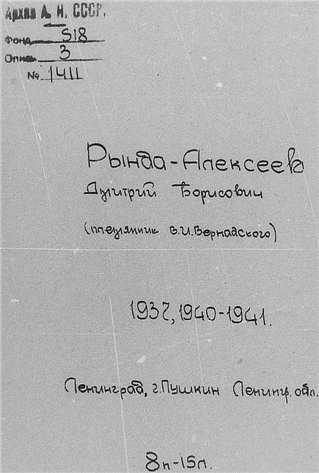 Архив А. Н. СССР.
Фонд 518
Опись 3
№ 1411
Рында-Алексеев
Дмитрий Борисович
(племянник В.И.Вернадского)
1937, 1940-1941.
Ленинград, г.Пушкин Ленингр. обл.
8п-15л.